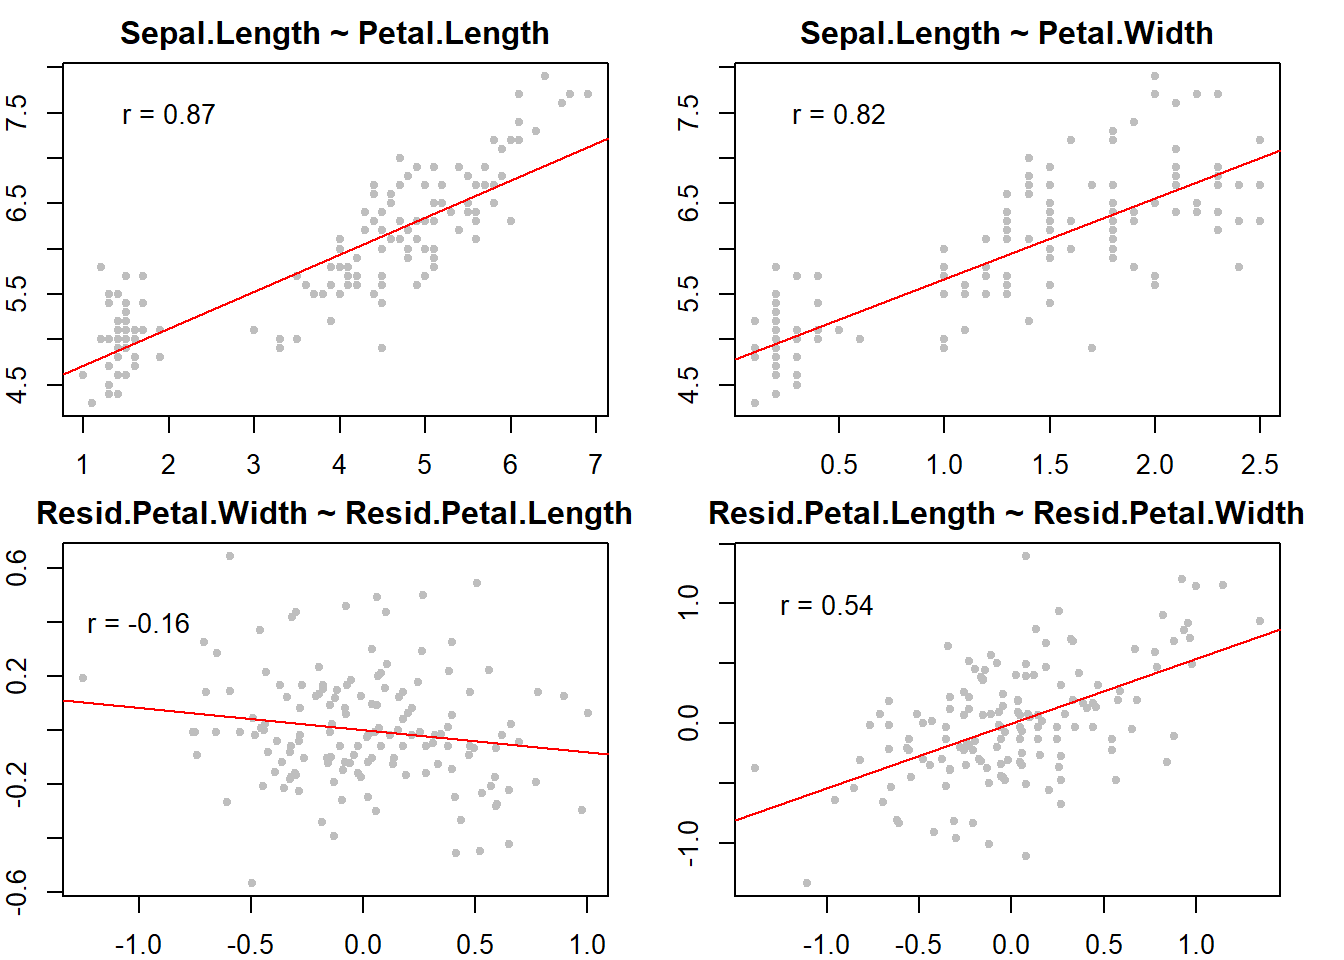 Sepal.Length ~ Petal.Length
r = 0.87
7.5
6.5
5.5
4.5
1 2 3 4 5 6 7
Sepal.Length ~ Petal.Width
r = 0.82
7.5
6.5
5.5
4.5
0.5 1.0 1.5 2.0 2.5
Resid.Petal.Width ~ Resid.Petal.Length
r = -0.16
0.6
0.2
-0.2
-0.6
-1.0 -0.5 0.0 0.5 1.0
Resid.Petal.Length ~ Resid.Petal.Width
r = 0.54
1.0
0.0
-1.0
-1.0 -0.5 0.0 0.5 1.0